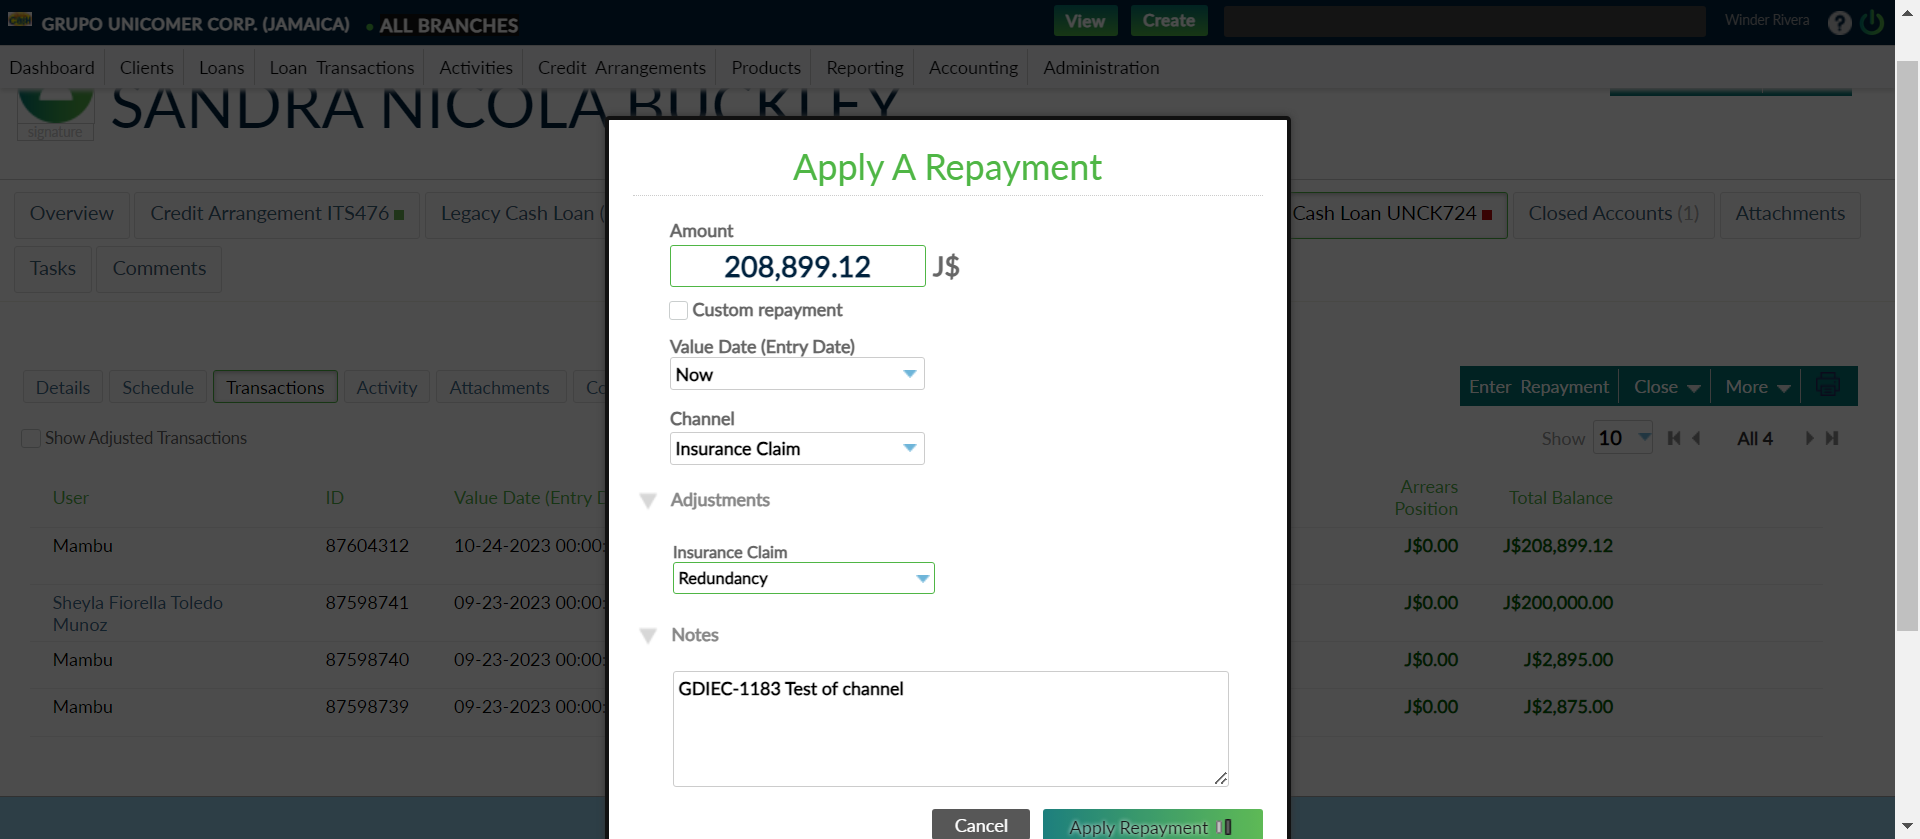 GRUPO UNICOMER CORP. (JAMAICA) • ALL BRANCHES
View
Create
Winder Rivera
?
Dashboard
Clients
Loans
Loan Transactions
Activities
Credit Arrangements
Products
Reporting
Accounting
Administration
signature
SANDRA NICOLA BUCKLEY
Overview
Credit Arrangement ITS476
Legacy Cash Loan (
Cash Loan UNCK724
Closed Accounts (1)
Attachments
Tasks
Comments
Details
Schedule
Transactions
Activity
Attachments
Co
Enter Repayment
Close
More
Show Adjusted Transactions
Show 10
All 4
User
ID
Value Date (Entry D
Arrears Position
Total Balance
Mambu 87604312 10-24-2023 00:00: J$0.00 J$208,899.12
Sheyla Fiorella Toledo Munoz 87598741 09-23-2023 00:00: J$0.00 J$200,000.00
Mambu 87598740 09-23-2023 00:00: J$0.00 J$2,895.00
Mambu 87598739 09-23-2023 00:00: J$0.00 J$2,875.00
Apply A Repayment
Amount
208,899.12 J$
Custom repayment
Value Date (Entry Date)
Now
Channel
Insurance Claim
Adjustments
Insurance Claim
Redundancy
Notes
GDIEC-1183 Test of channel
Cancel
Apply Repayment